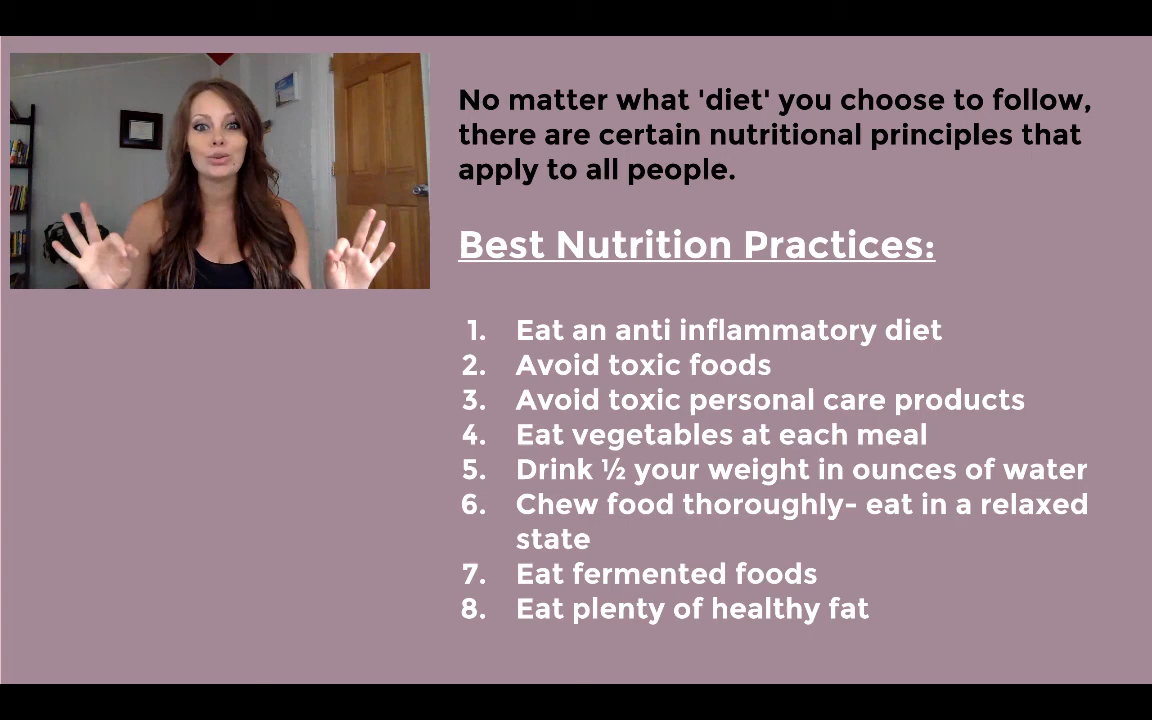 No matter what 'diet' you choose to follow,
there are certain nutritional principles that
apply to all people.
Best Nutrition Practices:
1. Eat an anti inflammatory diet
2. Avoid toxic foods
3. Avoid toxic personal care products
4. Eat vegetables at each meal
5. Drink ½ your weight in ounces of water
6. Chew food thoroughly- eat in a relaxed
state
7. Eat fermented foods
8. Eat plenty of healthy fat